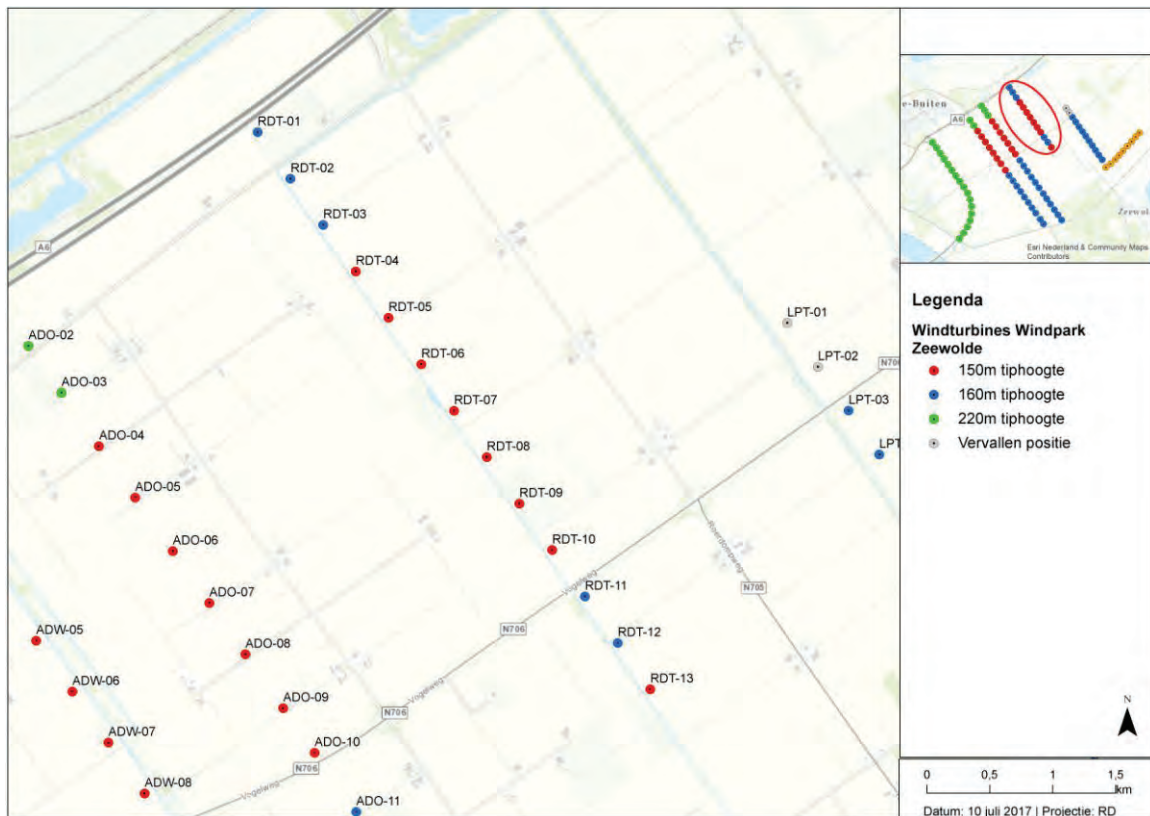 RDT-01
RDT-02
RDT-03
RDT-04
A6
RDT-05
LPT-01
ADO-02
RDT-06
LPT-02
N706
ADO-03
RDT-07
LPT-03
ADO-04
RDT-08
LPT
ADO-05
RDT-09
ADO-06
RDT-10
Vogelweg
Roerdompweg
RDT-11
N705
ADO-07
ADW-05
N706
RDT-12
ADO-08
ADW-06
RDT-13
Vogelweg
ADO-09
N706
ADW-07
ADO-10
N706
ADW-08
Vogelweg
ADO-11
e-Buiten
A6
Zeewol
Esri Nederland & Community Maps
Contributors
Legenda
Windturbines Windpark
Zeewolde
150m tiphoogte
160m tiphoogte
220m tiphoogte
Vervallen positie
N
0 0,5 1 1,5
km
Datum: 10 juli 2017 | Projectie: RD